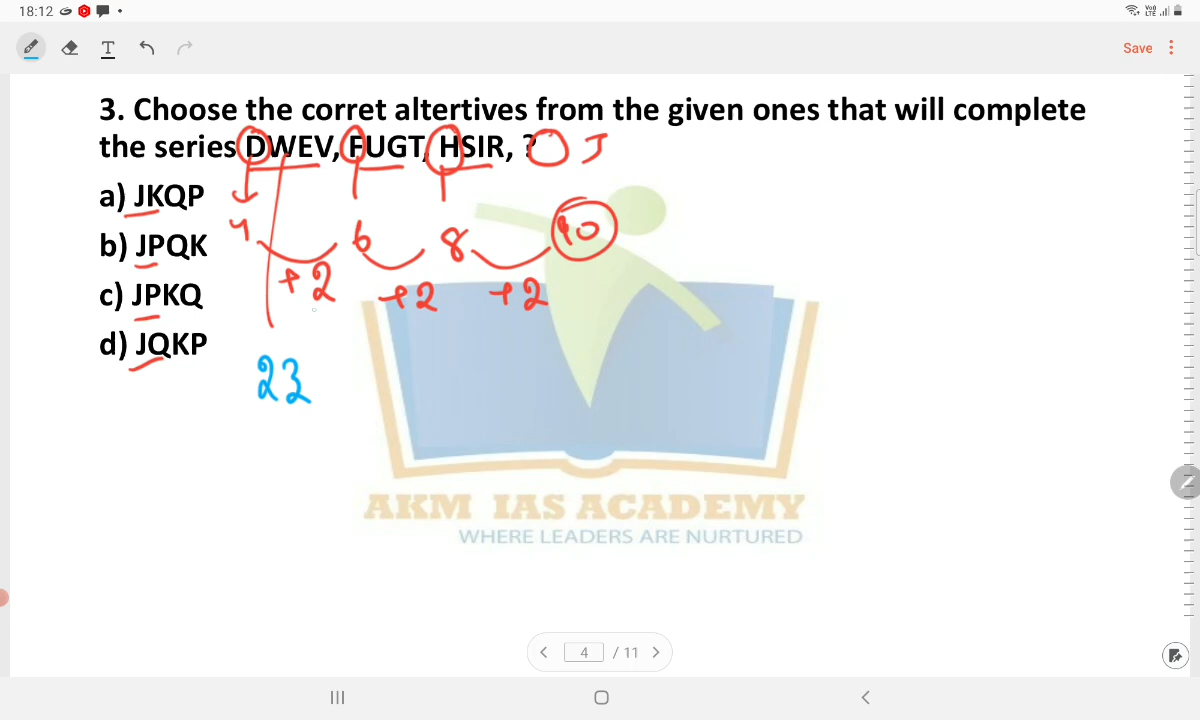 18:12
Save
3. Choose the corret altertives from the given ones that will complete
the series DWEV, FUGT, HSIR, ? J
a) JKQP
b) JPQK
c) JPKQ
d) JQKP
4 6 8 10
+2 +2 +2
23
AKM IAS ACADEMY
WHERE LEADERS ARE NURTURED
4 / 11